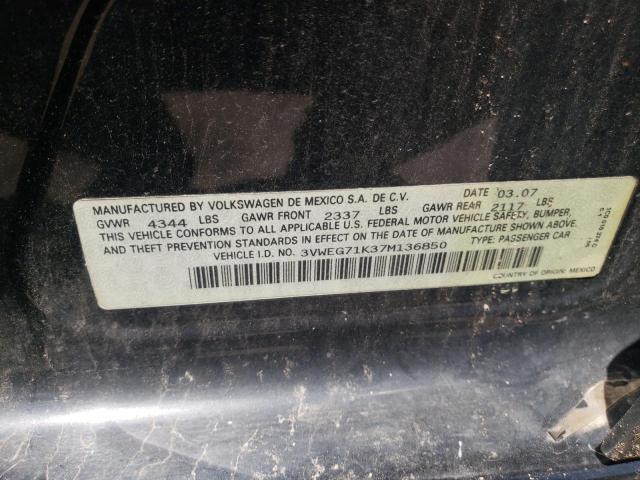 MANUFACTURED BY VOLKSWAGEN DE MEXICO S.A. DE C.V. DATE 03.07
GVWR 4344 LBS GAWR FRONT 2337 LBS GAWR REAR 2117 LBS
THIS VEHICLE CONFORMS TO ALL APPLICABLE U.S. FEDERAL MOTOR VEHICLE SAFETY, BUMPER,
AND THEFT PREVENTION STANDARDS IN EFFECT ON THE DATE OF MANUFACTURE SHOWN ABOVE.
VEHICLE I.D. NO. 3VWEG71K37M136850 TYPE: PASSENGER CAR
COUNTRY OF ORIGIN: MEXICO